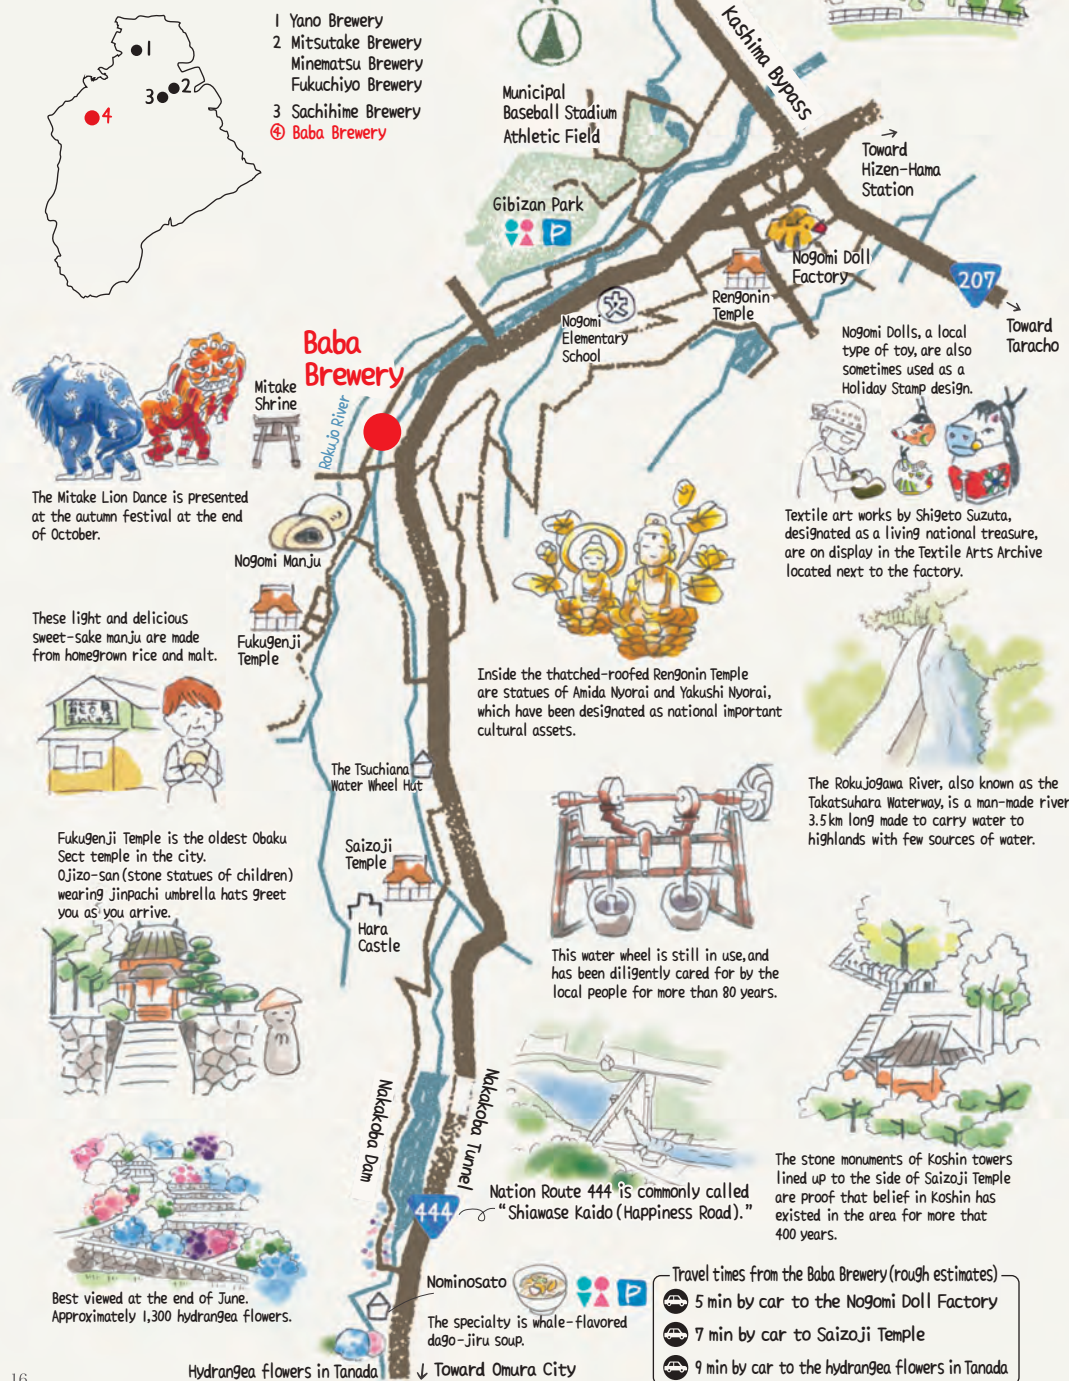 1 Yano Brewery
2 Mitsutake Brewery
Minematsu Brewery
Fukuchiyo Brewery
3 Sachihime Brewery
④ Baba Brewery
1
2
3
4
Kashima Bypass
Municipal
Baseball Stadium
Athletic Field
Toward
Hizen-Hama
Station
Gibizan Park
P
Nogomi Doll
Factory
Rengonin
Temple
207
Toward
Taracho
Nogomi
Elementary
School
Nogomi Dolls, a local
type of toy, are also
sometimes used as a
Holiday Stamp design.
Baba
Brewery
Mitake
Shrine
Rokujo River
The Mitake Lion Dance is presented
at the autumn festival at the end
of October.
Textile art works by Shigeto Suzuta,
designated as a living national treasure,
are on display in the Textile Arts Archive
located next to the factory.
Nogomi Manju
These light and delicious
sweet-sake manju are made
from homegrown rice and malt.
Fukugenji
Temple
Inside the thatched-roofed Rengonin Temple
are statues of Amida Nyorai and Yakushi Nyorai,
which have been designated as national important
cultural assets.
The Tsuchiana
Water Wheel Hut
The Rokujogawa River, also known as the
Takatsuhara Waterway, is a man-made river
3.5km long made to carry water to
highlands with few sources of water.
Fukugenji Temple is the oldest Obaku
Sect temple in the city.
Ojizo-san (stone statues of children)
wearing jinpachi umbrella hats greet
you as you arrive.
Saizoji
Temple
Hara
Castle
This water wheel is still in use, and
has been diligently cared for by the
local people for more than 80 years.
Nakakoba Dam
Nakakoba Tunnel
444
Nation Route 444 is commonly called
“Shiawase Kaido (Happiness Road).”
The stone monuments of Koshin towers
lined up to the side of Saizoji Temple
are proof that belief in Koshin has
existed in the area for more that
400 years.
Best viewed at the end of June.
Approximately 1,300 hydrangea flowers.
Nominosato
P
The specialty is whale-flavored
dago-jiru soup.
Hydrangea flowers in Tanada
↓ Toward Omura City
Travel times from the Baba Brewery (rough estimates)
5 min by car to the Nogomi Doll Factory
7 min by car to Saizoji Temple
9 min by car to the hydrangea flowers in Tanada
16